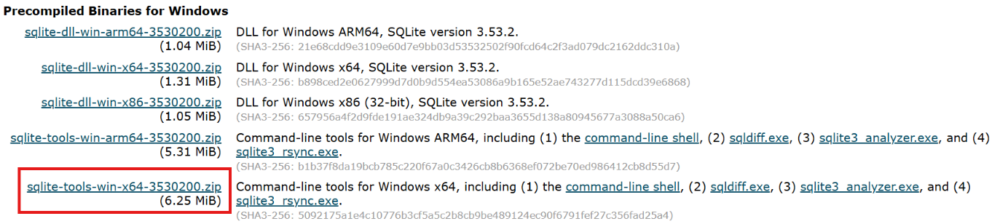 Precompiled Binaries for Windows
sqlite-dll-win-arm64-3530200.zip DLL for Windows ARM64, SQLite version 3.53.2.
(1.04 MiB) (SHA3-256: 21e68cdd9e3109e60d7e9bb03d53532502f90fcd64c2f3ad079dc2162ddc310a)
sqlite-dll-win-x64-3530200.zip DLL for Windows x64, SQLite version 3.53.2.
(1.31 MiB) (SHA3-256: b898ced2e0627999d7d0b9d554ea53086a9b165e52ae743277d115dcd39e6868)
sqlite-dll-win-x86-3530200.zip DLL for Windows x86 (32-bit), SQLite version 3.53.2.
(1.05 MiB) (SHA3-256: 657956a4f2d9fde191ae324db9a39c292baa3655d138a80945677a3088a50ca6)
sqlite-tools-win-arm64-3530200.zip Command-line tools for Windows ARM64, including (1) the command-line shell, (2) sqldiff.exe, (3) sqlite3_analyzer.exe, and (4)
(5.31 MiB) sqlite3_rsync.exe.
(SHA3-256: b1b37f8da19bcb785c220f67a0c3426cb8b6368ef072be70ed986412cb8d55d7)
sqlite-tools-win-x64-3530200.zip Command-line tools for Windows x64, including (1) the command-line shell, (2) sqldiff.exe, (3) sqlite3_analyzer.exe, and (4)
(6.25 MiB) sqlite3_rsync.exe.
(SHA3-256: 5092175a1e4c10776b3cf5a5c2b8cb9be489124ec90f6791fef27c356fad25a4)